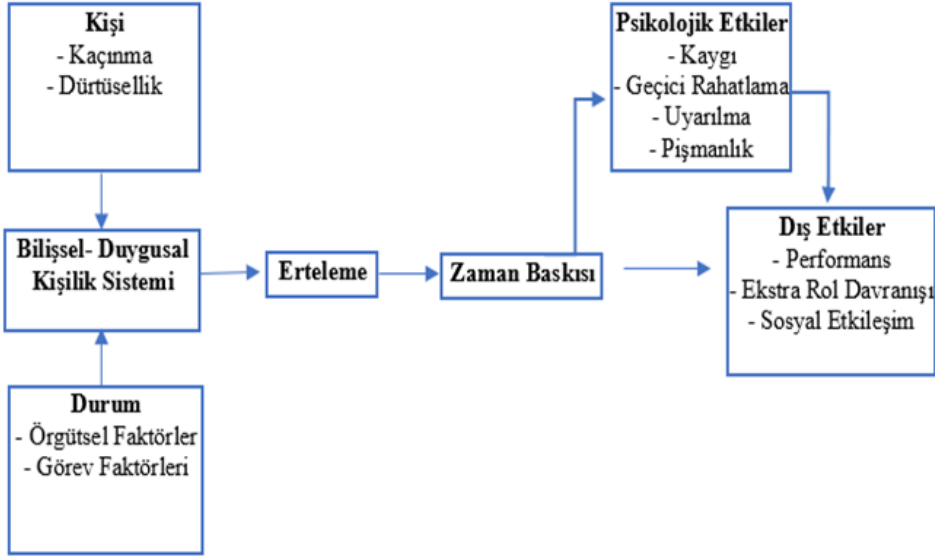 Kişi
- Kaçınma
- Dürtüsellik
Bilişsel- Duygusal
Kişilik Sistemi
Durum
- Örgütsel Faktörler
- Görev Faktörleri
Erteleme
Zaman Baskısı
Psikolojik Etkiler
- Kaygı
- Geçici Rahatlama
- Uyarılma
- Pişmanlık
Dış Etkiler
- Performans
- Ekstra Rol Davranışı
- Sosyal Etkileşim